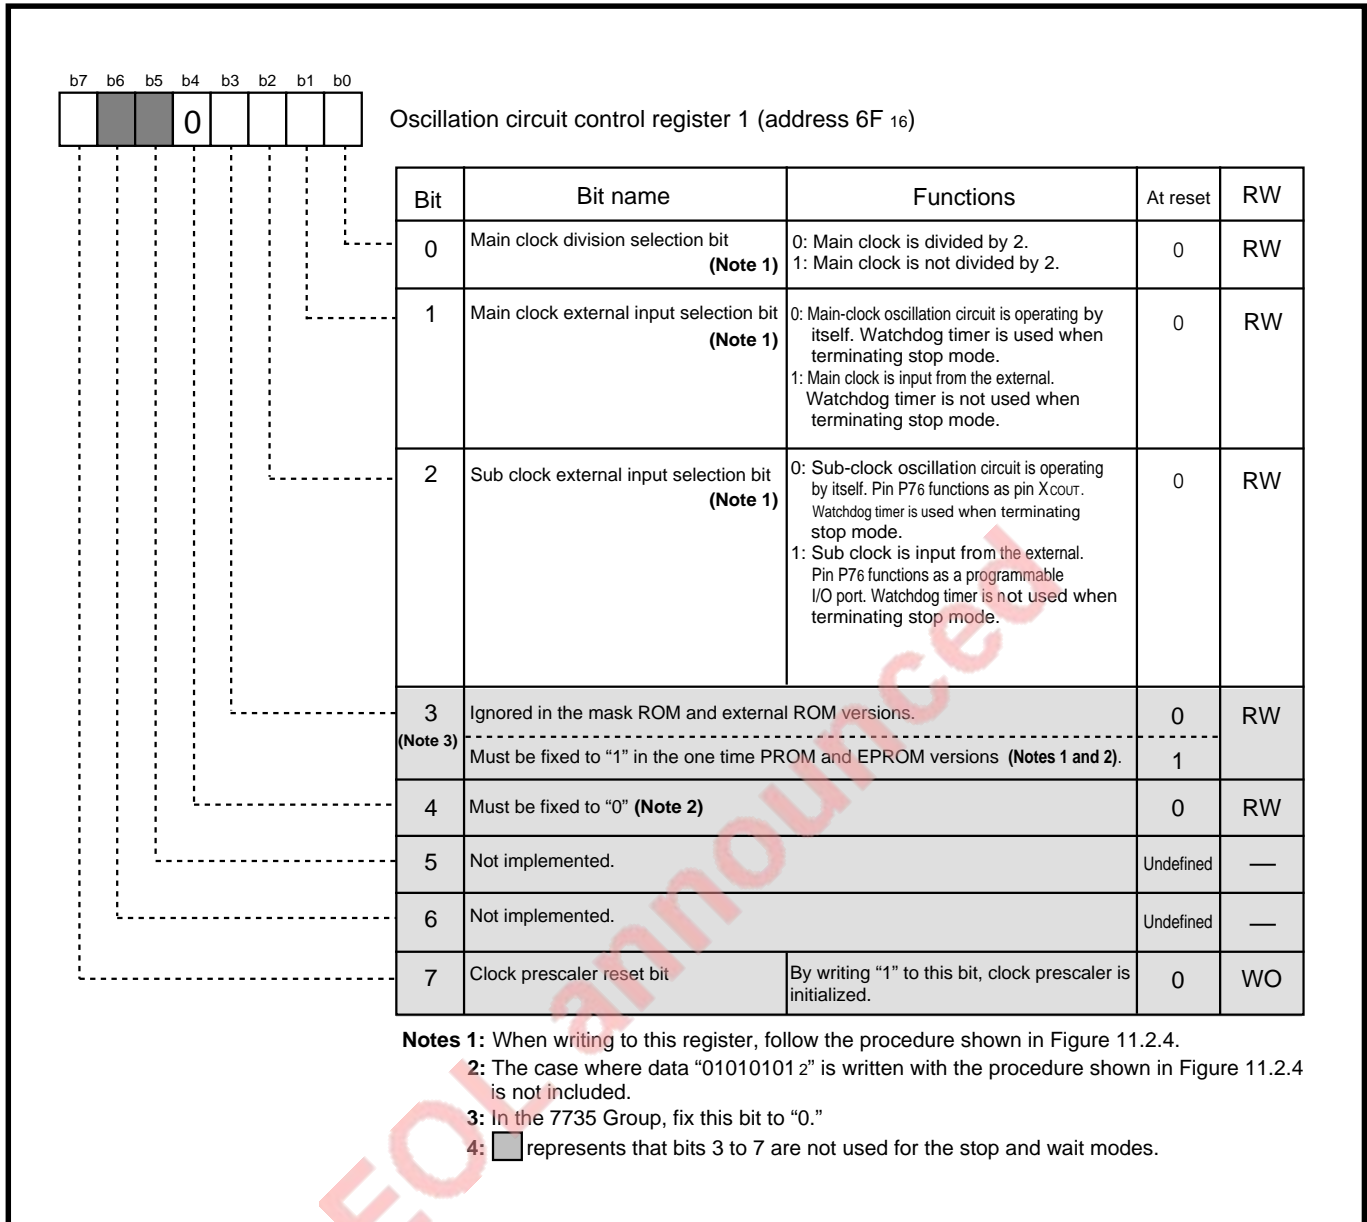 b7 b6 b5 b4 b3 b2 b1 b0
0
Oscillation circuit control register 1 (address 6F 16)
Bit Bit name Functions At reset RW
0 Main clock division selection bit 0: Main clock is divided by 2. 0 RW
(Note 1) 1: Main clock is not divided by 2.
1 Main clock external input selection bit 0: Main-clock oscillation circuit is operating by 0 RW
(Note 1) itself. Watchdog timer is used when
terminating stop mode.
1: Main clock is input from the external.
Watchdog timer is not used when
terminating stop mode.
2 Sub clock external input selection bit 0: Sub-clock oscillation circuit is operating 0 RW
(Note 1) by itself. Pin P76 functions as pin XCOUT.
Watchdog timer is used when terminating
stop mode.
1: Sub clock is input from the external.
Pin P76 functions as a programmable
I/O port. Watchdog timer is not used when
terminating stop mode.
3 Ignored in the mask ROM and external ROM versions. 0 RW
(Note 3)
Must be fixed to “1” in the one time PROM and EPROM versions (Notes 1 and 2). 1
4 Must be fixed to “0” (Note 2) 0 RW
5 Not implemented. Undefined —
6 Not implemented. Undefined —
7 Clock prescaler reset bit By writing “1” to this bit, clock prescaler is 0 WO
initialized.
Notes 1: When writing to this register, follow the procedure shown in Figure 11.2.4.
2: The case where data “01010101 2” is written with the procedure shown in Figure 11.2.4
is not included.
3: In the 7735 Group, fix this bit to “0.”
4: represents that bits 3 to 7 are not used for the stop and wait modes.
EOL announced